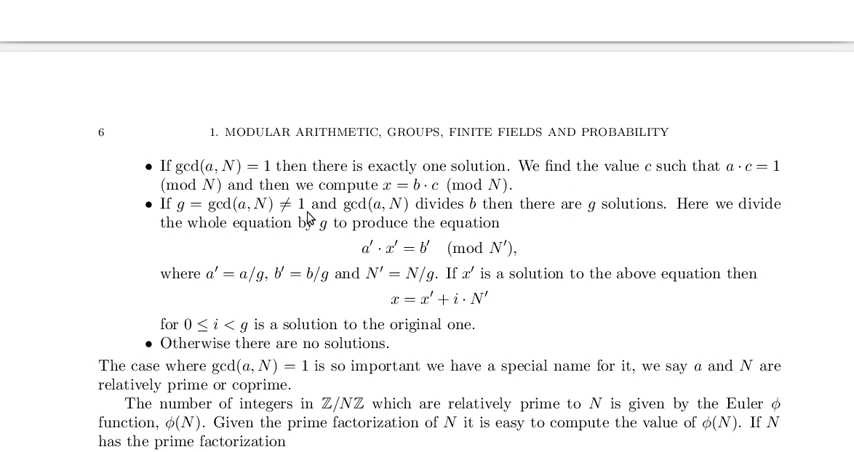 6 1. MODULAR ARITHMETIC, GROUPS, FINITE FIELDS AND PROBABILITY
• If gcd(a, N) = 1 then there is exactly one solution. We find the value c such that a · c = 1
(mod N) and then we compute x = b · c (mod N).
• If g = gcd(a, N) ≠ 1 and gcd(a, N) divides b then there are g solutions. Here we divide
the whole equation by g to produce the equation
a′ · x′ = b′ (mod N′),
where a′ = a/g, b′ = b/g and N′ = N/g. If x′ is a solution to the above equation then
x = x′ + i · N′
for 0 ≤ i < g is a solution to the original one.
• Otherwise there are no solutions.
The case where gcd(a, N) = 1 is so important we have a special name for it, we say a and N are
relatively prime or coprime.
The number of integers in ℤ/Nℤ which are relatively prime to N is given by the Euler ϕ
function, ϕ(N). Given the prime factorization of N it is easy to compute the value of ϕ(N). If N
has the prime factorization